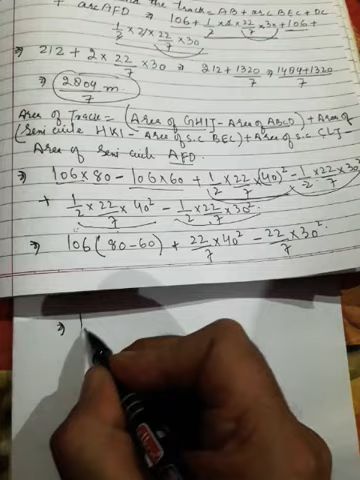 the track = AB + arc BEC + DC
+ arc AFD ⇒ 106 + 1/2 × 2 × 22/7 × 30 + 106 +
1/2 × 2 × 22/7 × 30
⇒ 212 + 2 × 22/7 × 30 ⇒ 212 + 1320/7 ⇒ 1484+1320/7
⇒ 2804/7 m.
Area of Track = (Area of GHIJ - Area of ABCD) + Area of
(Semi circle HKI - Area of S.C BEC) + Area of S.C GLJ -
Area of Semi circle AFD.
⇒ 106×80 - 106×60 + 1/2 × 22/7 × (40)² - 1/2 × 22/7 × 30²
+ 1/2 × 22/7 × 40² - 1/2 × 22/7 × 30²
⇒ 106(80-60) + 22/7 × 40² - 22/7 × 30²
⇒